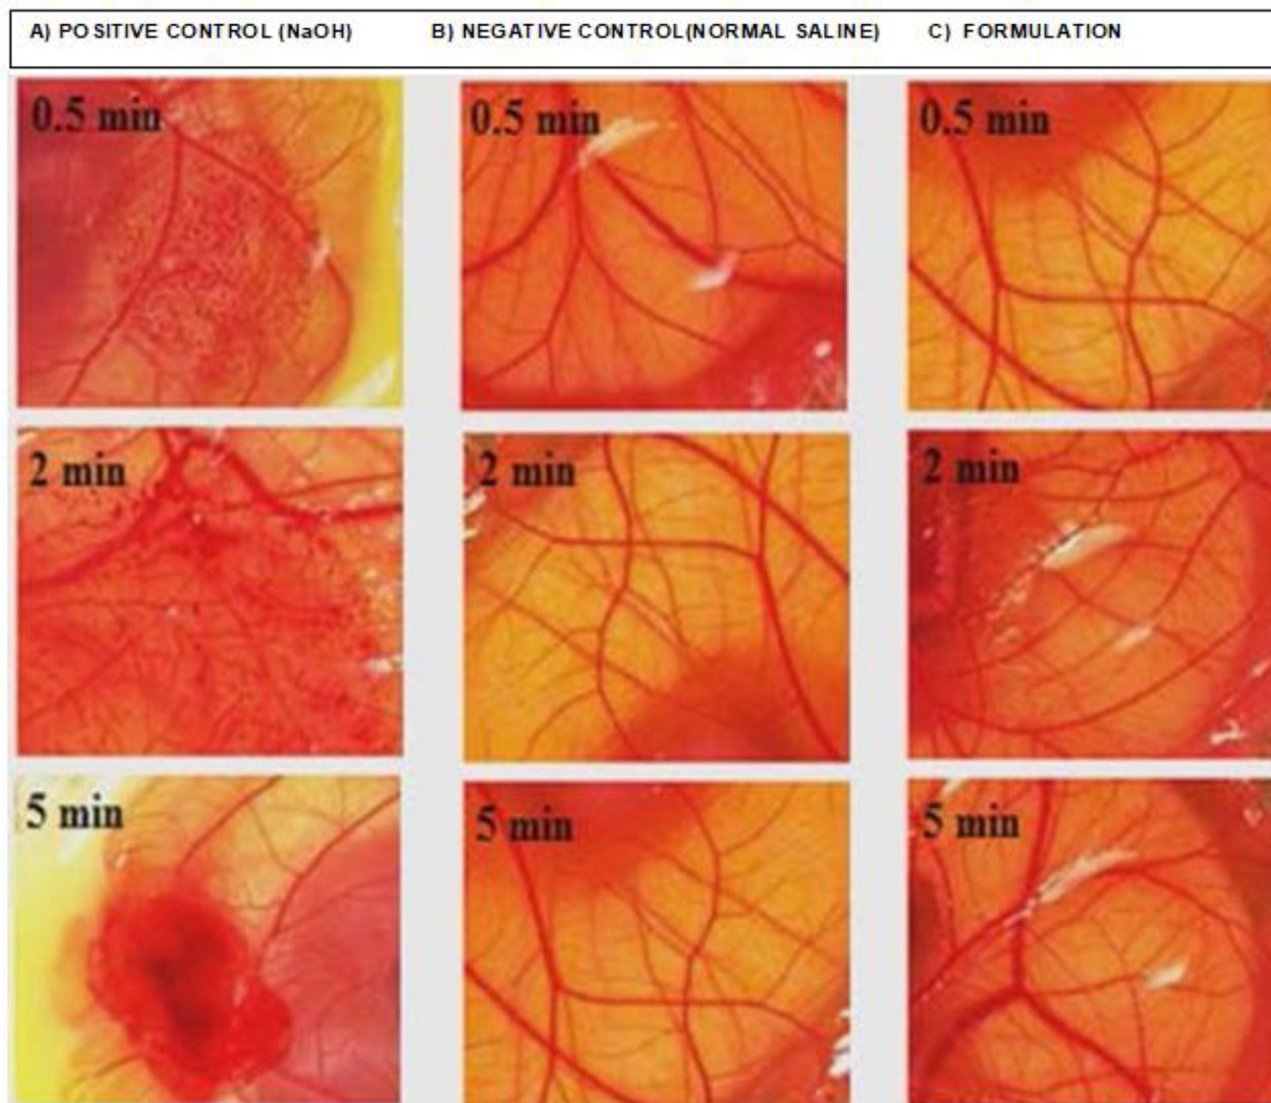 A) POSITIVE CONTROL (NaOH) B) NEGATIVE CONTROL(NORMAL SALINE) C) FORMULATION
0.5 min 0.5 min 0.5 min
2 min 2 min 2 min
5 min 5 min 5 min